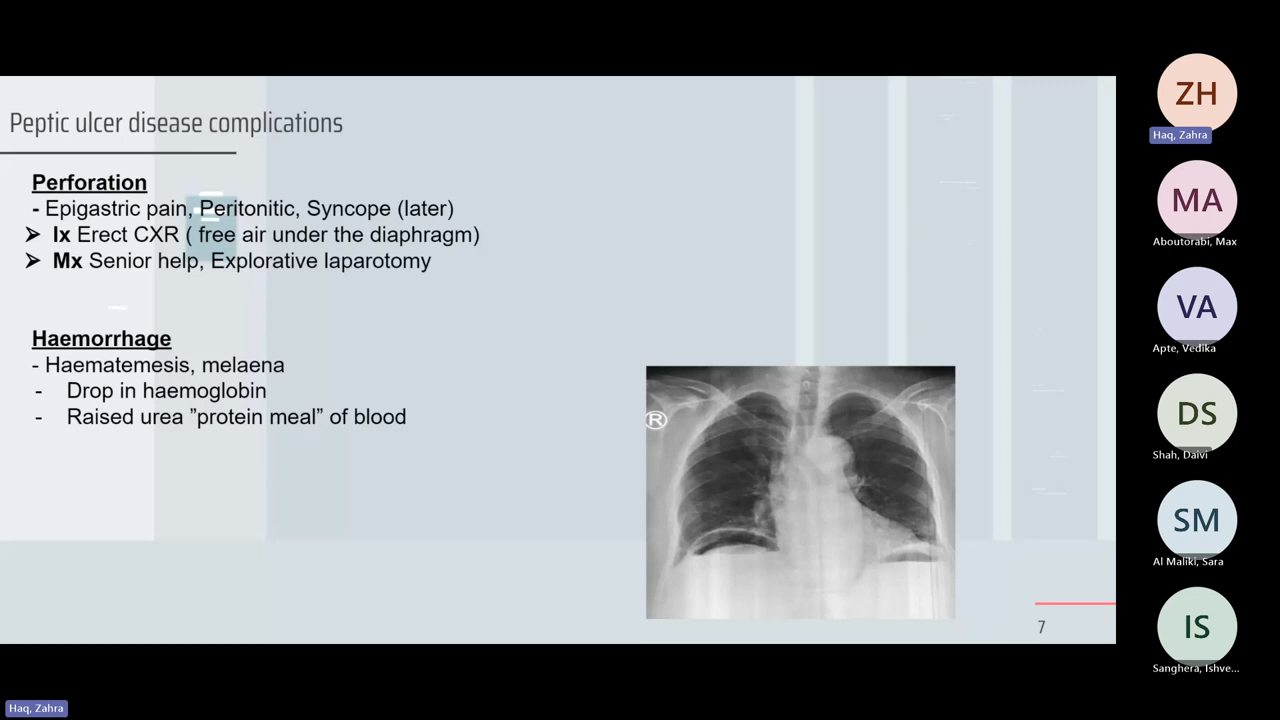 Peptic ulcer disease complications
Perforation
- Epigastric pain, Peritonitic, Syncope (later)
➤ Ix Erect CXR ( free air under the diaphragm)
➤ Mx Senior help, Explorative laparotomy
Haemorrhage
- Haematemesis, melaena
- Drop in haemoglobin
- Raised urea ”protein meal” of blood
R
7
ZH
Haq, Zahra
MA
Aboutorabi, Max
VA
Apte, Vedika
DS
Shah, Daivi
SM
Al Maliki, Sara
IS
Sanghera, Ishve...
Haq, Zahra